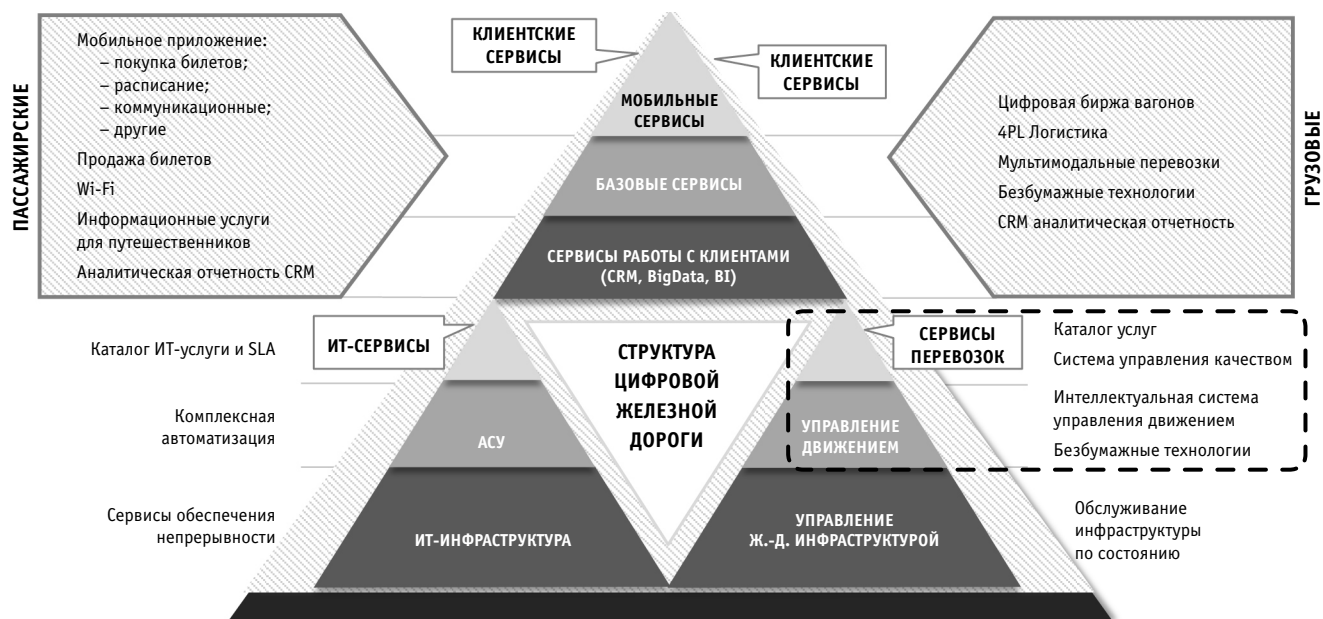 ПАССАЖИРСКИЕ
Мобильное приложение:
– покупка билетов;
– расписание;
– коммуникационные;
– другие
Продажа билетов
Wi-Fi
Информационные услуги
для путешественников
Аналитическая отчетность CRM
КЛИЕНТСКИЕ
СЕРВИСЫ
КЛИЕНТСКИЕ
СЕРВИСЫ
МОБИЛЬНЫЕ
СЕРВИСЫ
БАЗОВЫЕ СЕРВИСЫ
СЕРВИСЫ РАБОТЫ С КЛИЕНТАМИ
(CRM, BigData, BI)
Цифровая биржа вагонов
4PL Логистика
Мультимодальные перевозки
Безбумажные технологии
CRM аналитическая отчетность
ГРУЗОВЫЕ
Каталог ИТ-услуги и SLA
Комплексная
автоматизация
Сервисы обеспечения
непрерывности
ИТ-СЕРВИСЫ
АСУ
ИТ-ИНФРАСТРУКТУРА
СТРУКТУРА
ЦИФРОВОЙ
ЖЕЛЕЗНОЙ
ДОРОГИ
СЕРВИСЫ
ПЕРЕВОЗОК
УПРАВЛЕНИЕ
ДВИЖЕНИЕМ
УПРАВЛЕНИЕ
Ж.-Д. ИНФРАСТРУКТУРОЙ
Каталог услуг
Система управления качеством
Интеллектуальная система
управления движением
Безбумажные технологии
Обслуживание
инфраструктуры
по состоянию